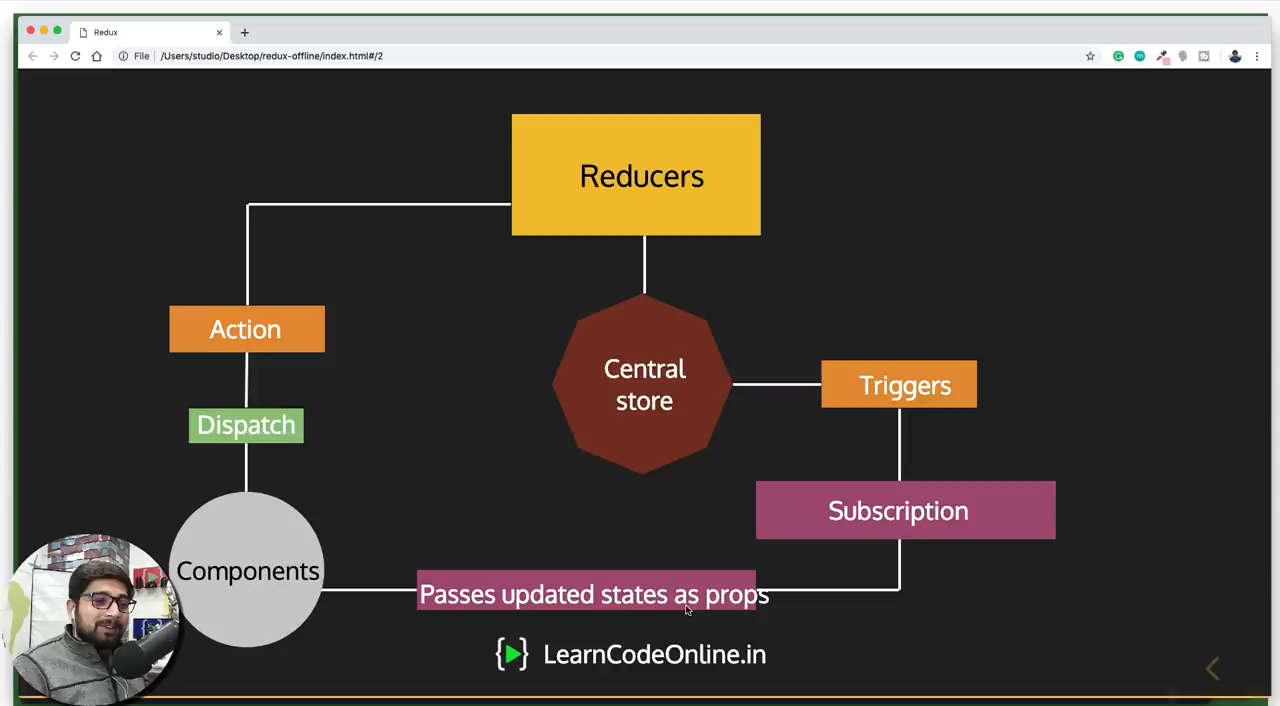 Redux
File
/Users/studio/Desktop/redux-offline/index.html#/2
Reducers
Action
Central
store
Triggers
Dispatch
Subscription
Components
Passes updated states as props
LearnCodeOnline.in